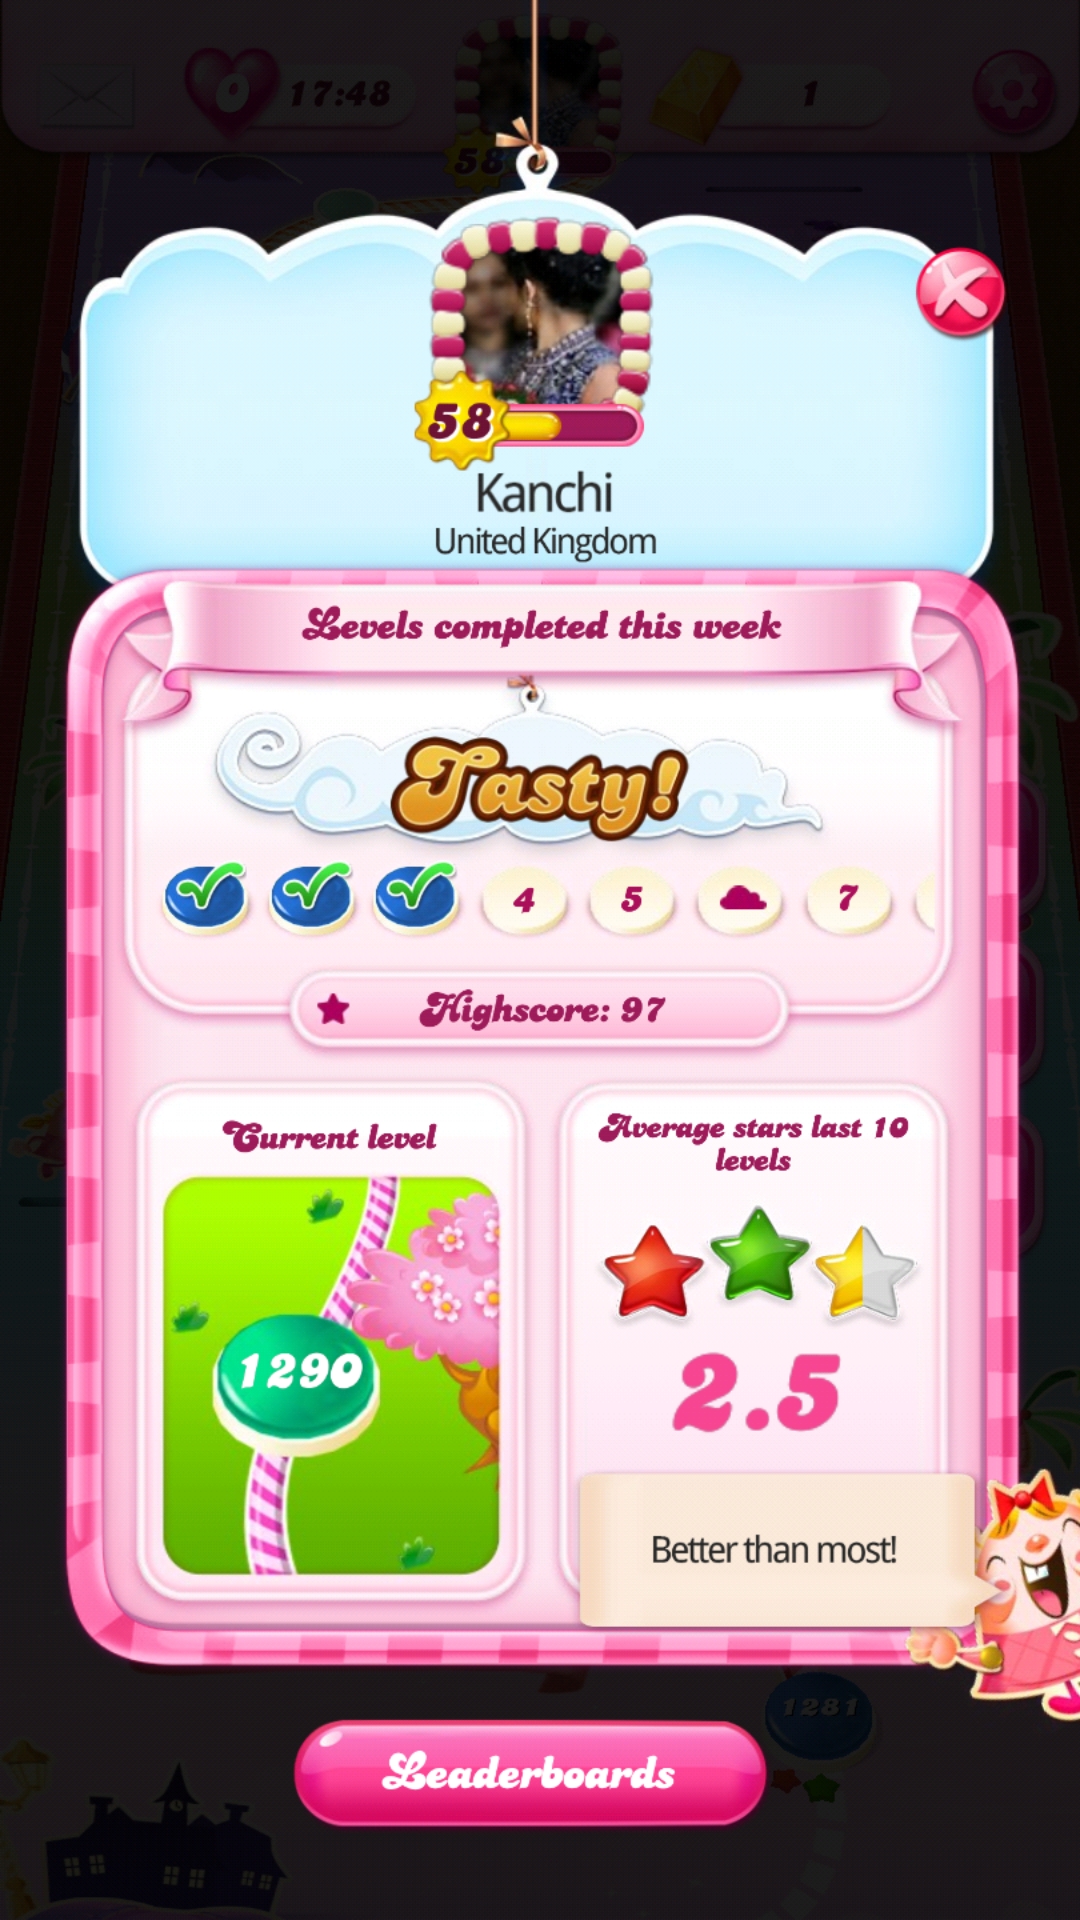 0 17:48 1
58
58
Kanchi
United Kingdom
Levels completed this week
Tasty!
4 5 7
Highscore: 97
Current level
Average stars last 10
levels
1290
2.5
Better than most!
1281
Leaderboards